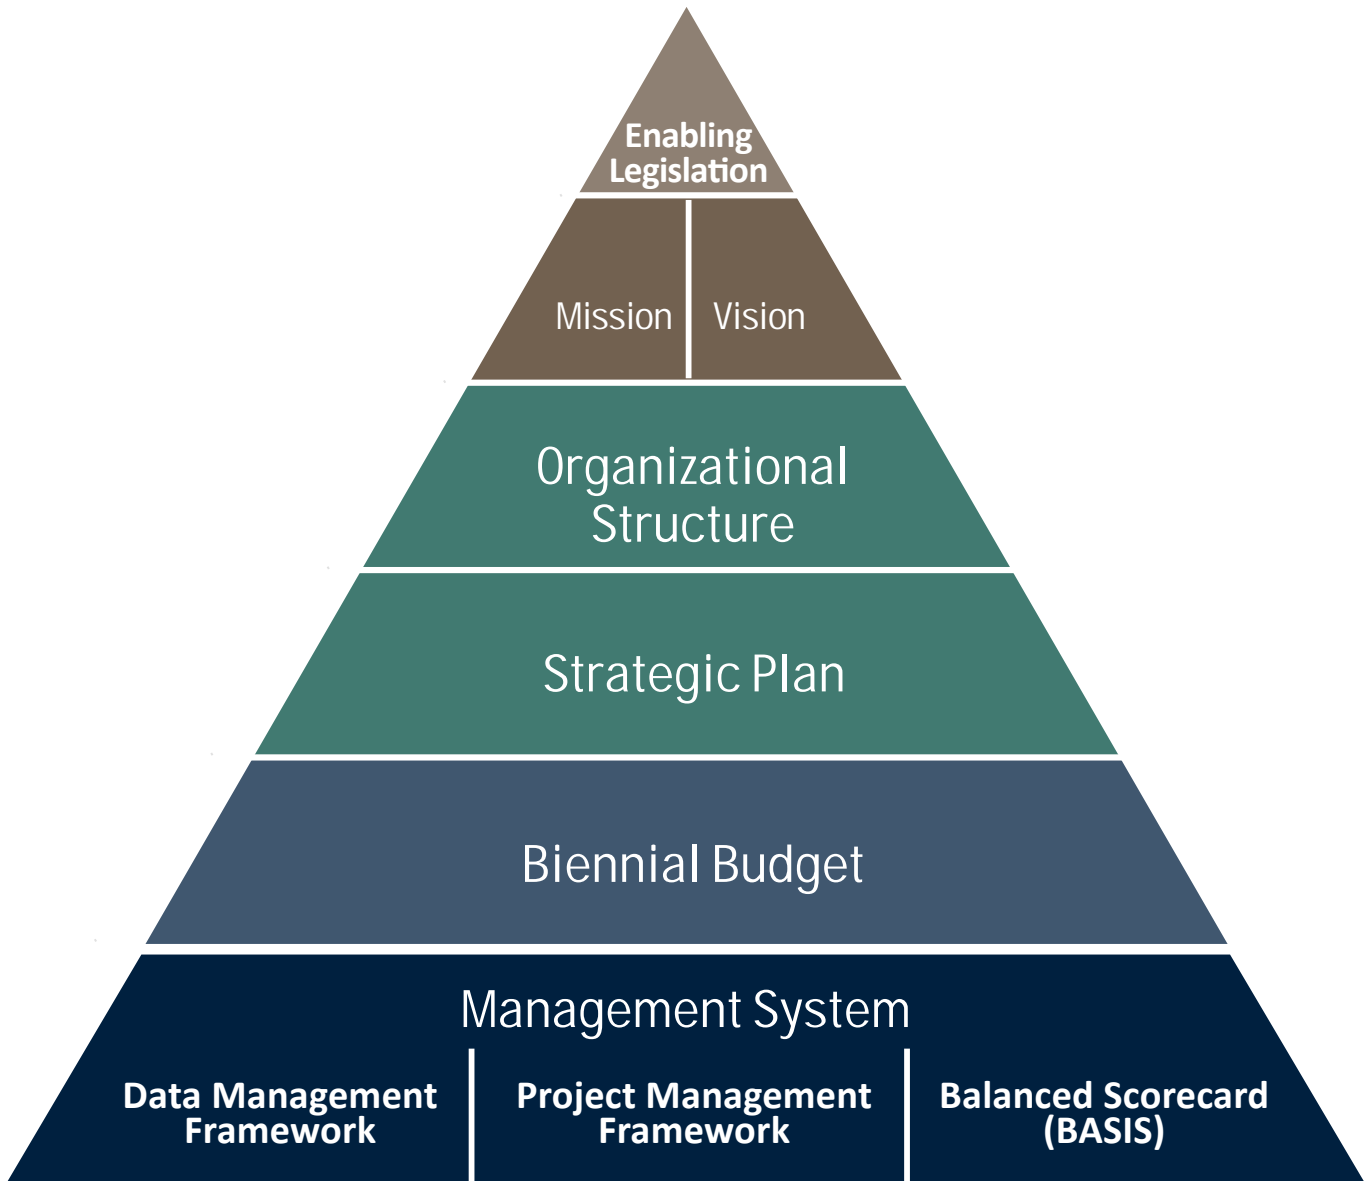 Enabling
Legislation
Mission
Vision
Organizational
Structure
Strategic Plan
Biennial Budget
Management System
Data Management
Framework
Project Management
Framework
Balanced Scorecard
(BASIS)